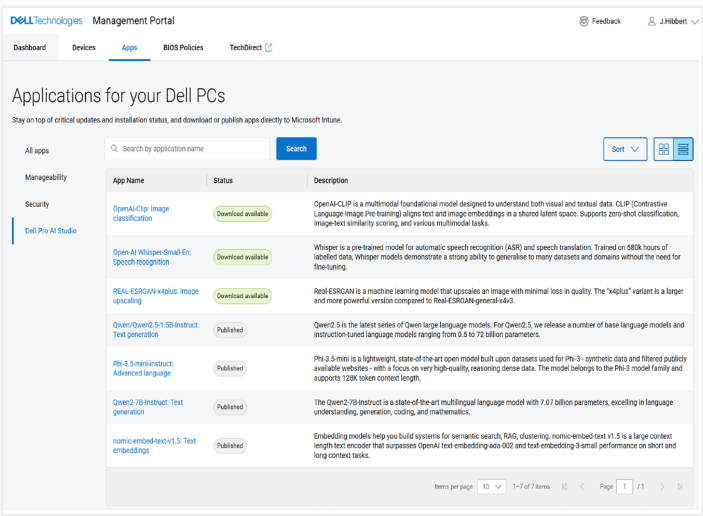 DELLTechnologies Management Portal
Feedback
J.Hibbert
Dashboard Devices Apps BIOS Policies TechDirect
Applications for your Dell PCs
Stay on top of critical updates and installation status, and download or publish apps directly to Microsoft Intune.
All apps
Manageability
Security
Dell Pro AI Studio
Search by application name
Search
Sort
App Name Status Description
OpenAI-Clip: Image
classification
Download available
OpenAI-CLIP is a multimodal foundational model designed to understand both visual and textual data. CLIP (Contrastive
Language-Image Pre-training) aligns text and image embeddings in a shared latent space. Supports zero-shot classification,
image-text similarity scoring, and various multimodal tasks.
Open-AI Whisper-Small-En:
Speech recognition
Download available
Whisper is a pre-trained model for automatic speech recognition (ASR) and speech translation. Trained on 680k hours of
labelled data, Whisper models demonstrate a strong ability to generalise to many datasets and domains without the need for
fine-tuning.
REAL-ESRGAN-x4plus: Image
upscaling
Download available
Real-ESRGAN is a machine learning model that upscales an image with minimal loss in quality. The "x4plus" variant is a larger
and more powerful version compared to Real-ESRGAN-general-x4v3.
Qwen/Qwen2.5-1.5B-Instruct:
Text generation
Published
Qwen2.5 is the latest series of Qwen large language models. For Qwen2.5, we release a number of base language models and
instruction-tuned language models ranging from 0.5 to 72 billion parameters.
Phi-3.5-mini-instruct:
Advanced language
Published
Phi-3.5-mini is a lightweight, state-of-the-art open model built upon datasets used for Phi-3 - synthetic data and filtered publicly
available websites - with a focus on very high-quality, reasoning dense data. The model belongs to the Phi-3 model family and
supports 128K token context length.
Qwen2-7B-Instruct: Text
generation
Published
The Qwen2-7B-Instruct is a state-of-the-art multilingual language model with 7.07 billion parameters, excelling in language
understanding, generation, coding, and mathematics.
nomic-embed-text-v1.5: Text
embeddings
Published
Embedding models help you build systems for semantic search, RAG, clustering. nomic-embed-text v1.5 is a large context
length text encoder that surpasses OpenAI text-embedding-ada-002 and text-embedding-3-small performance on short and
long context tasks.
Items per page 10 1–7 of 7 items Page 1 / 1